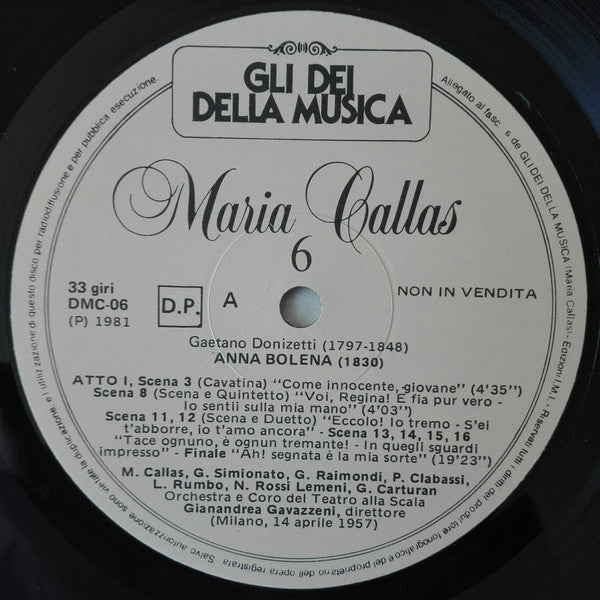 GLI DEI
DELLA MUSICA
Maria Callas
6
33 giri
DMC-06
(P) 1981
D.P.
A
NON IN VENDITA
Gaetano Donizetti (1797-1848)
ANNA BOLENA (1830)
ATTO I, Scena 3 (Cavatina) "Come innocente, giovane" (4'35")
Scena 8 (Scena e Quintetto) "Voi, Regina! E fia pur vero -
Io sentii sulla mia mano" (4'03")
Scena 11, 12 (Scena e Duetto) "Eccolo! Io tremo - S'ei
t'abborre, io t'amo ancora" - Scena 13, 14, 15, 16
"Tace ognuno, è ognun tremante! - In quegli sguardi
impresso" - Finale "Ah! segnata è la mia sorte" (19'23")
M. Callas, G. Simionato, G. Raimondi, P. Clabassi,
L. Rumbo, N. Rossi Lemeni, G. Carturan
Orchestra e Coro del Teatro alla Scala
Gianandrea Gavazzeni, direttore
(Milano, 14 aprile 1957)
Allegato al fasc. 6 de GLI DEI DELLA MUSICA (Maria Callas) - Edizioni I.M.I. - Riservati tutti i diritti del produttore fonografico e del proprietario dell'opera registrata
Salvo autorizzazione sono vietate la duplicazione ed utilizzazione di questo disco per radiodiffusione e per pubblica esecuzione.